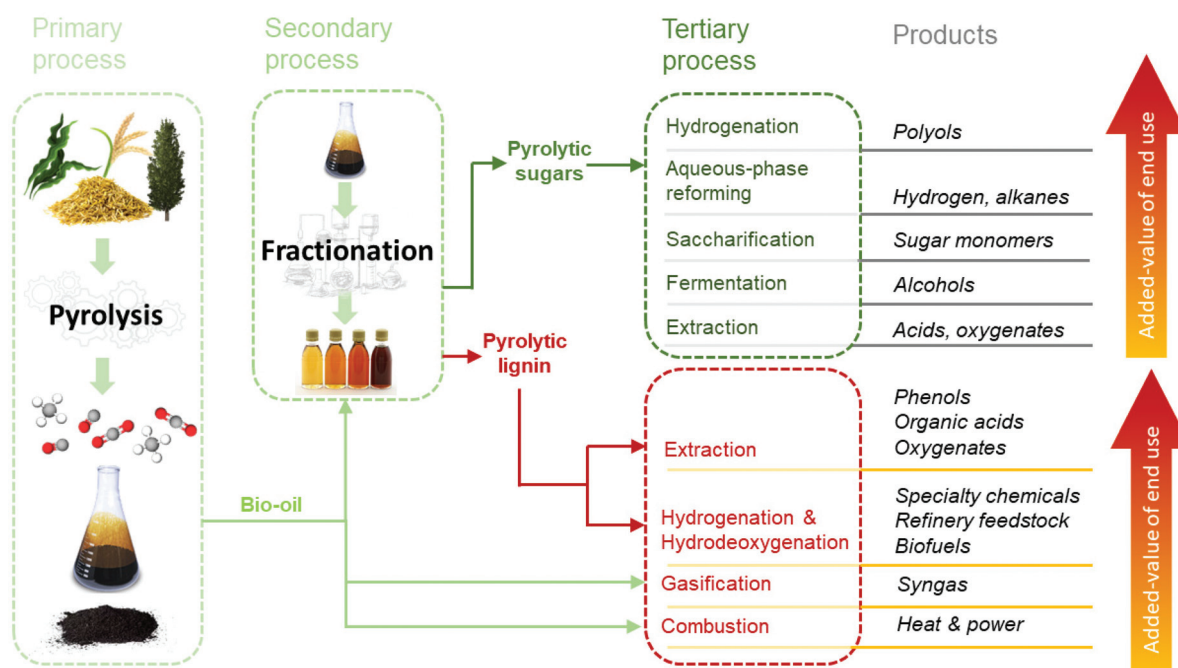 Primary
process
Secondary
process
Tertiary
process
Products
Pyrolysis
Bio-oil
Fractionation
Pyrolytic
sugars
Pyrolytic
lignin
Hydrogenation
Polyols
Aqueous-phase
reforming
Hydrogen, alkanes
Saccharification
Sugar monomers
Fermentation
Alcohols
Extraction
Acids, oxygenates
Added-value of end use
Extraction
Phenols
Organic acids
Oxygenates
Hydrogenation &
Hydrodeoxygenation
Specialty chemicals
Refinery feedstock
Biofuels
Gasification
Syngas
Combustion
Heat & power
Added-value of end use